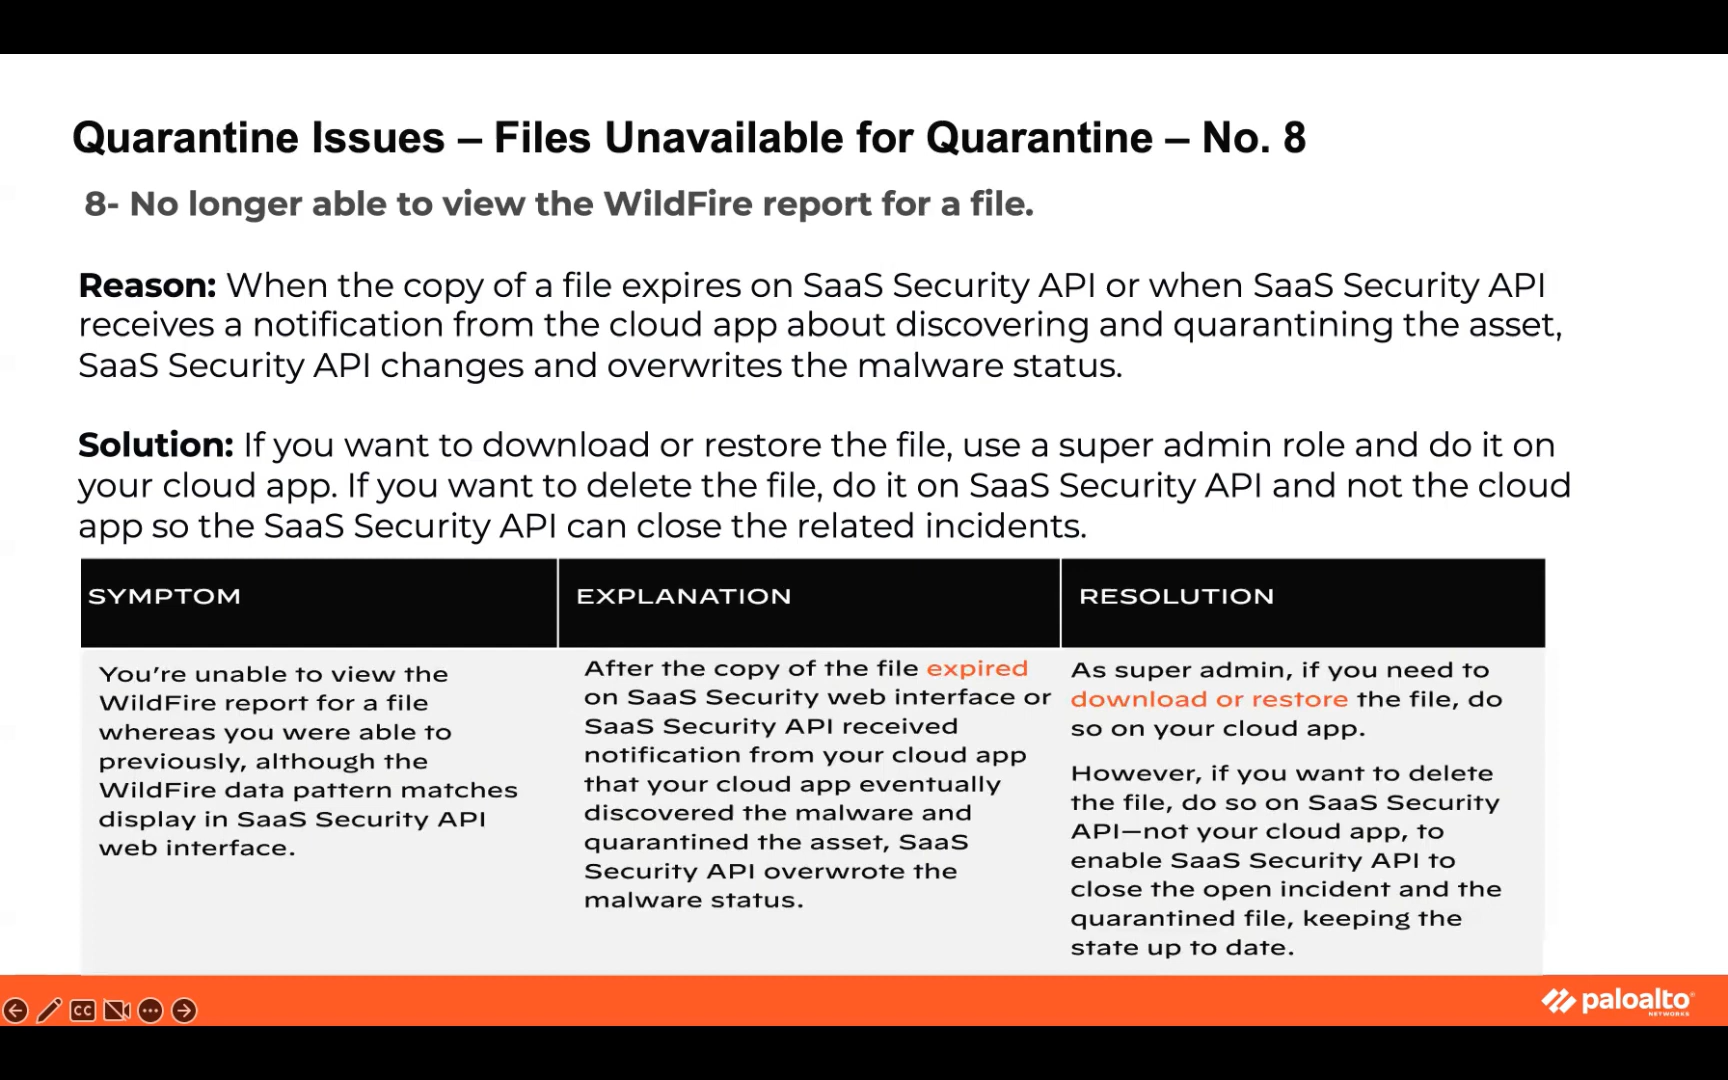 Quarantine Issues – Files Unavailable for Quarantine – No. 8
8- No longer able to view the WildFire report for a file.
Reason: When the copy of a file expires on SaaS Security API or when SaaS Security API
receives a notification from the cloud app about discovering and quarantining the asset,
SaaS Security API changes and overwrites the malware status.
Solution: If you want to download or restore the file, use a super admin role and do it on
your cloud app. If you want to delete the file, do it on SaaS Security API and not the cloud
app so the SaaS Security API can close the related incidents.
SYMPTOM
You’re unable to view the
WildFire report for a file
whereas you were able to
previously, although the
WildFire data pattern matches
display in SaaS Security API
web interface.
EXPLANATION
After the copy of the file expired
on SaaS Security web interface or
SaaS Security API received
notification from your cloud app
that your cloud app eventually
discovered the malware and
quarantined the asset, SaaS
Security API overwrote the
malware status.
RESOLUTION
As super admin, if you need to
download or restore the file, do
so on your cloud app.
However, if you want to delete
the file, do so on SaaS Security
API—not your cloud app, to
enable SaaS Security API to
close the open incident and the
quarantined file, keeping the
state up to date.
CC
paloalto
NETWORKS